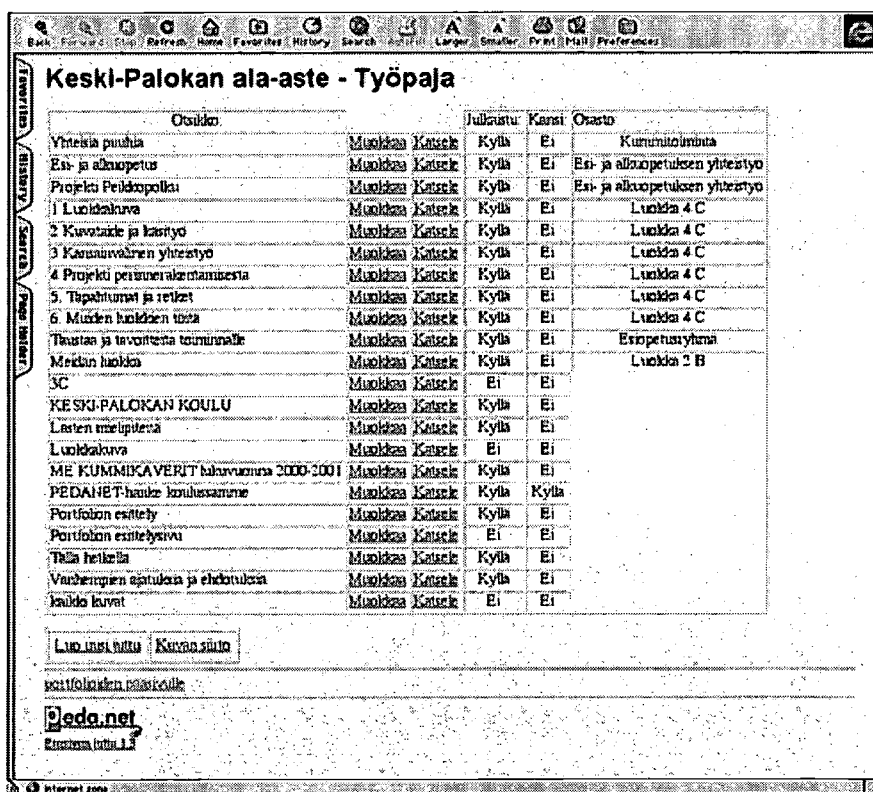 Back Forward Stop Refresh Home Favorites History Search AutoFill Larger Smaller Print Mail Preferences
Favorites
History
Search
Page Holder
Keski-Palokan ala-aste - Työpaja
Otsikko Julkaistu Kansi Osasto
Yhteisiä puuhia Muokkaa Katsele Kyllä Ei Kummitoiminta
Esi- ja alkuopetus Muokkaa Katsele Kyllä Ei Esi- ja alkuopetuksen yhteistyö
Projekti Peikkopolku Muokkaa Katsele Kyllä Ei Esi- ja alkuopetuksen yhteistyö
1 Luokkakuva Muokkaa Katsele Kyllä Ei Luokka 4 C
2 Kuvataide ja käsityö Muokkaa Katsele Kyllä Ei Luokka 4 C
3 Kansainvälinen yhteistyö Muokkaa Katsele Kyllä Ei Luokka 4 C
4 Projekti perinnerakentamisesta Muokkaa Katsele Kyllä Ei Luokka 4 C
5. Tapahtumat ja retket Muokkaa Katsele Kyllä Ei Luokka 4 C
6. Muiden luokkien töitä Muokkaa Katsele Kyllä Ei Luokka 4 C
Taustaa ja tavoitteita toiminnalle Muokkaa Katsele Kyllä Ei Esiopetusryhmä
Meidän luokka Muokkaa Katsele Kyllä Ei Luokka 2 B
3C Muokkaa Katsele Ei Ei
KESKI-PALOKAN KOULU Muokkaa Katsele Kyllä Ei
Lasten mielipiteitä Muokkaa Katsele Kyllä Ei
Luokkakuva Muokkaa Katsele Ei Ei
ME KUMMIKAVERIT lukuvuonna 2000-2001 Muokkaa Katsele Kyllä Ei
PEDANET-hanke koulussamme Muokkaa Katsele Kyllä Kyllä
Portfolion esittely Muokkaa Katsele Kyllä Ei
Portfolion esittelysivu Muokkaa Katsele Ei Ei
Tällä hetkellä Muokkaa Katsele Kyllä Ei
Vanhempien ajatuksia ja ehdotuksia Muokkaa Katsele Kyllä Ei
kaikki kuvat Muokkaa Katsele Ei Ei
Luo uusi juttu Kuvan siirto
portfolioiden pääsivulle
Peda.net
Internet zone